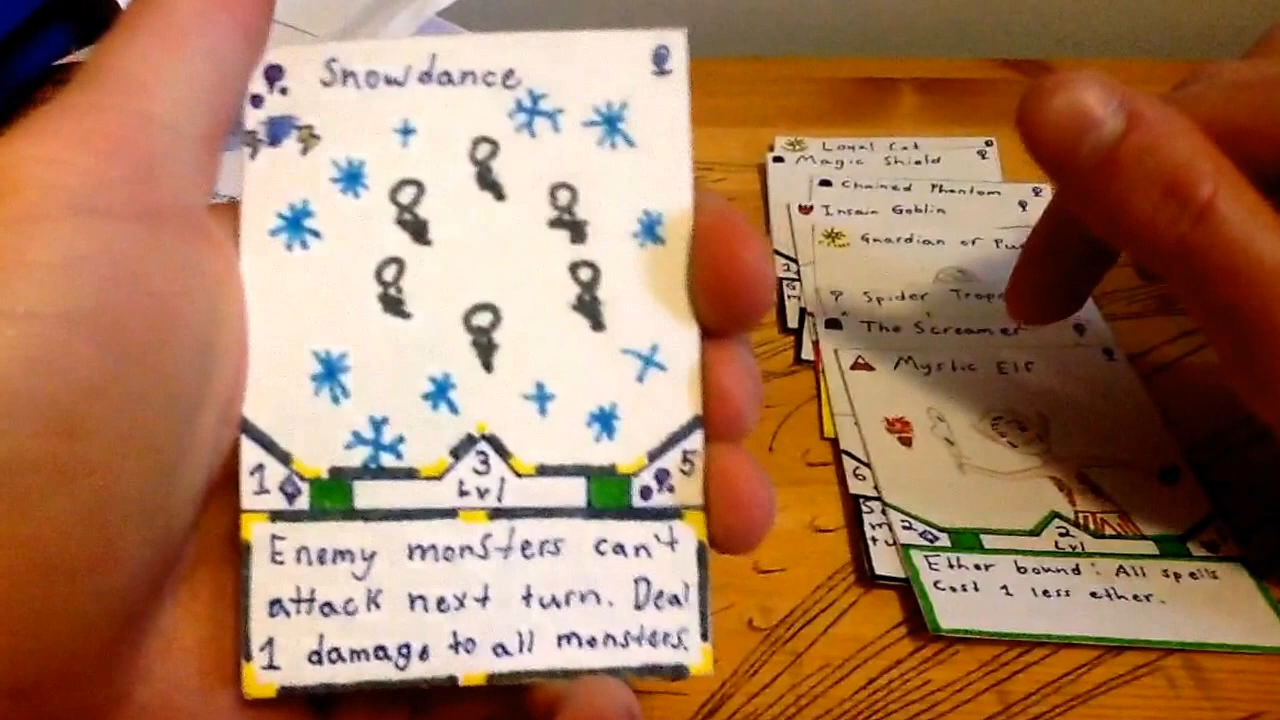 Snowdance
1
3
Lvl
5
Enemy monsters can't
attack next turn. Deal
1 damage to all monsters.
Loyal Cat
Magic Shield
Chained Phantom
Insain Goblin
Guardian of
Spider
The Screamer
Mystic Elf
1
6
2
2
Lvl
Ether bound: All spells
Cost 1 less ether.